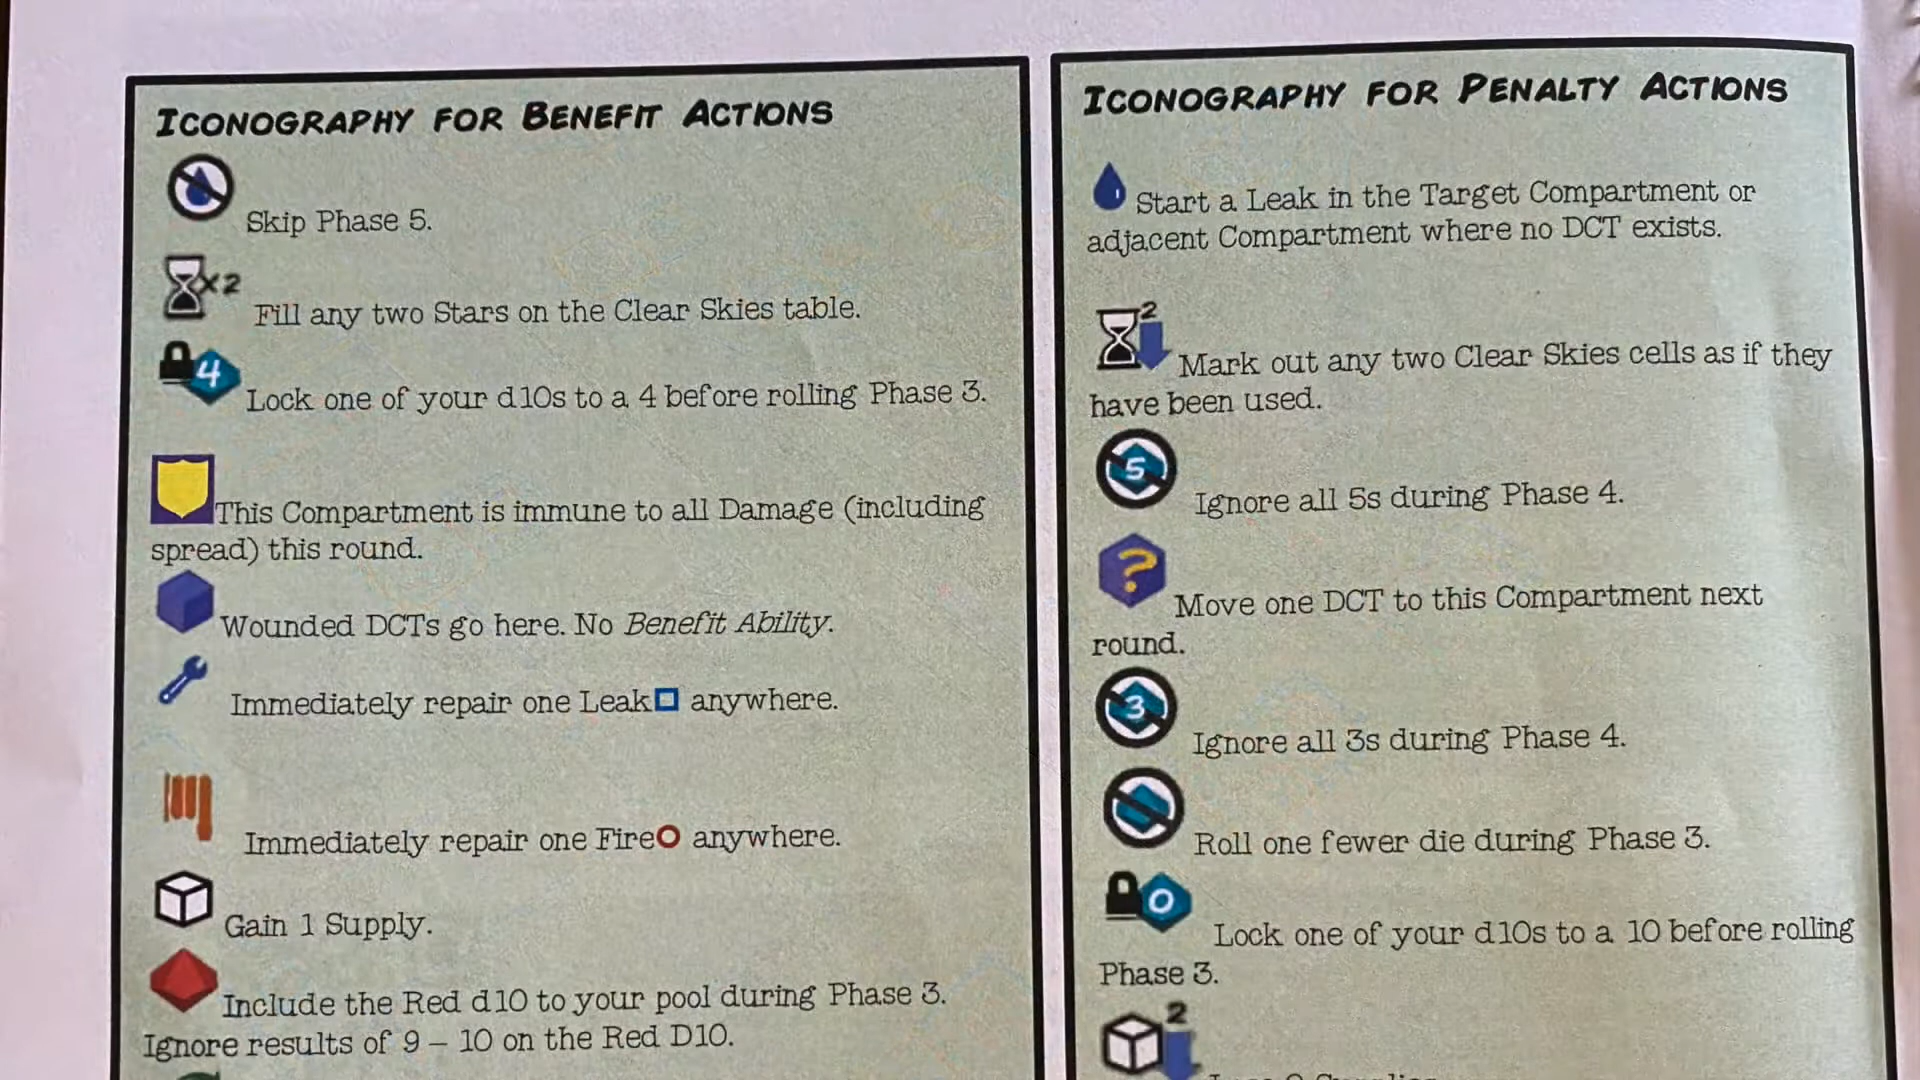 ICONOGRAPHY FOR BENEFIT ACTIONS
Skip Phase 5.
x2
Fill any two Stars on the Clear Skies table.
4
Lock one of your d10s to a 4 before rolling Phase 3.
This Compartment is immune to all Damage (including
spread) this round.
Wounded DCTs go here. No Benefit Ability.
Immediately repair one Leak anywhere.
Immediately repair one Fire anywhere.
Gain 1 Supply.
Include the Red d10 to your pool during Phase 3.
Ignore results of 9 – 10 on the Red D10.
ICONOGRAPHY FOR PENALTY ACTIONS
Start a Leak in the Target Compartment or
adjacent Compartment where no DCT exists.
2
Mark out any two Clear Skies cells as if they
have been used.
5
Ignore all 5s during Phase 4.
?
Move one DCT to this Compartment next
round.
3
Ignore all 3s during Phase 4.
Roll one fewer die during Phase 3.
0
Lock one of your d10s to a 10 before rolling
Phase 3.
2